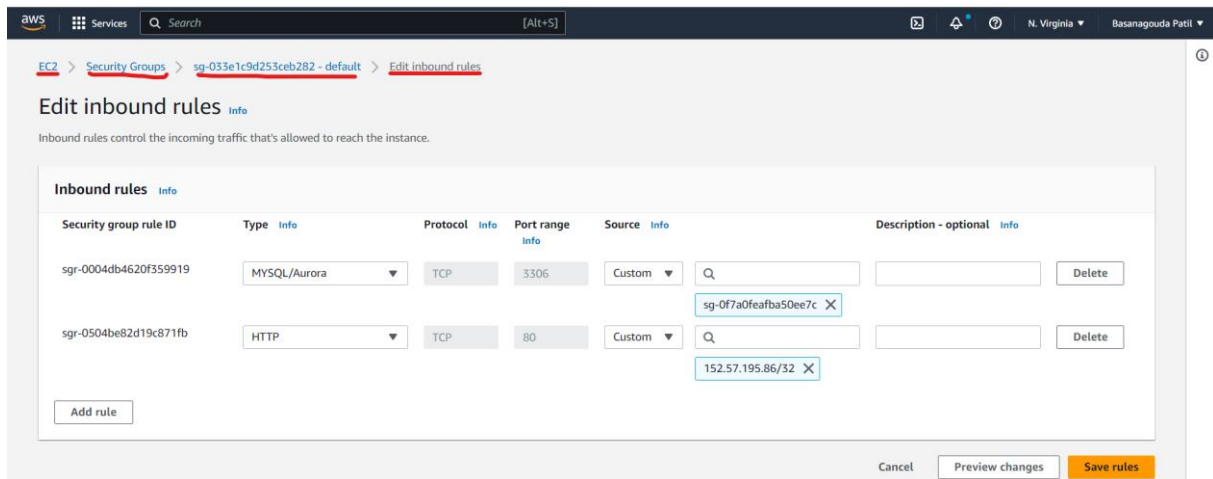 aws Services Search [Alt+S] N. Virginia Basanagouda Patil
EC2 > Security Groups > sg-033e1c9d253ceb282 - default > Edit inbound rules
Edit inbound rules Info
Inbound rules control the incoming traffic that's allowed to reach the instance.
Inbound rules Info
Security group rule ID Type Info Protocol Info Port range Info Source Info Description - optional Info
sgr-0004db4620f359919 MYSQL/Aurora TCP 3306 Custom Delete
sg-0f7a0feafba50ee7c
sgr-0504be82d19c871fb HTTP TCP 80 Custom Delete
152.57.195.86/32
Add rule
Cancel Preview changes Save rules